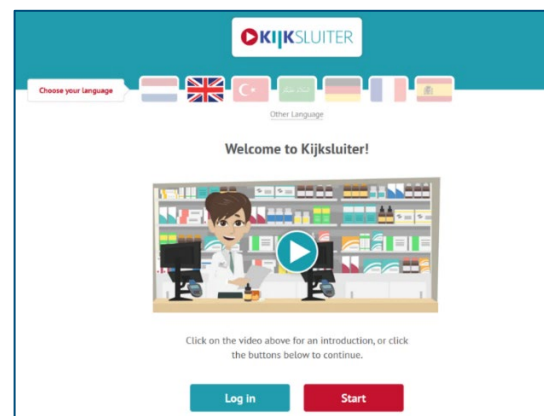 KIJKSLUITER
Choose your language
Other Language
Welcome to Kijksluiter!
Click on the video above for an introduction, or click
the buttons below to continue.
Log in
Start